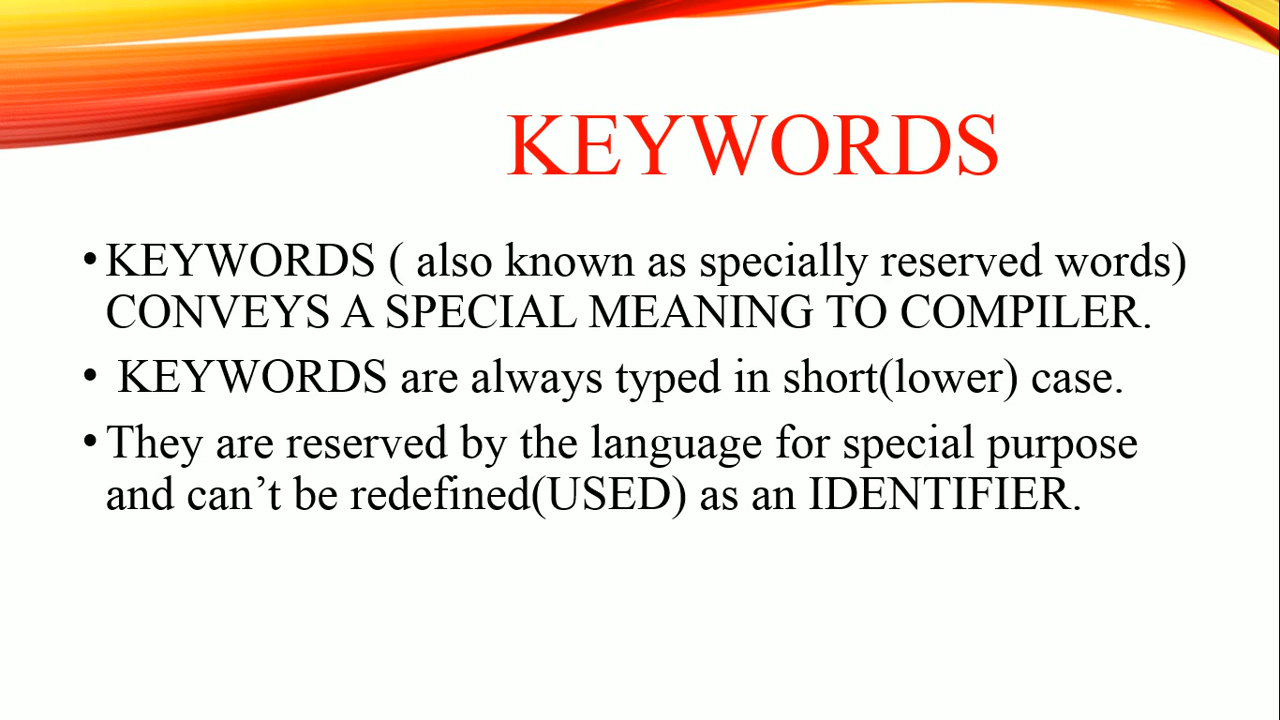 KEYWORDS
• KEYWORDS ( also known as specially reserved words)
CONVEYS A SPECIAL MEANING TO COMPILER.
• KEYWORDS are always typed in short(lower) case.
• They are reserved by the language for special purpose
and can’t be redefined(USED) as an IDENTIFIER.